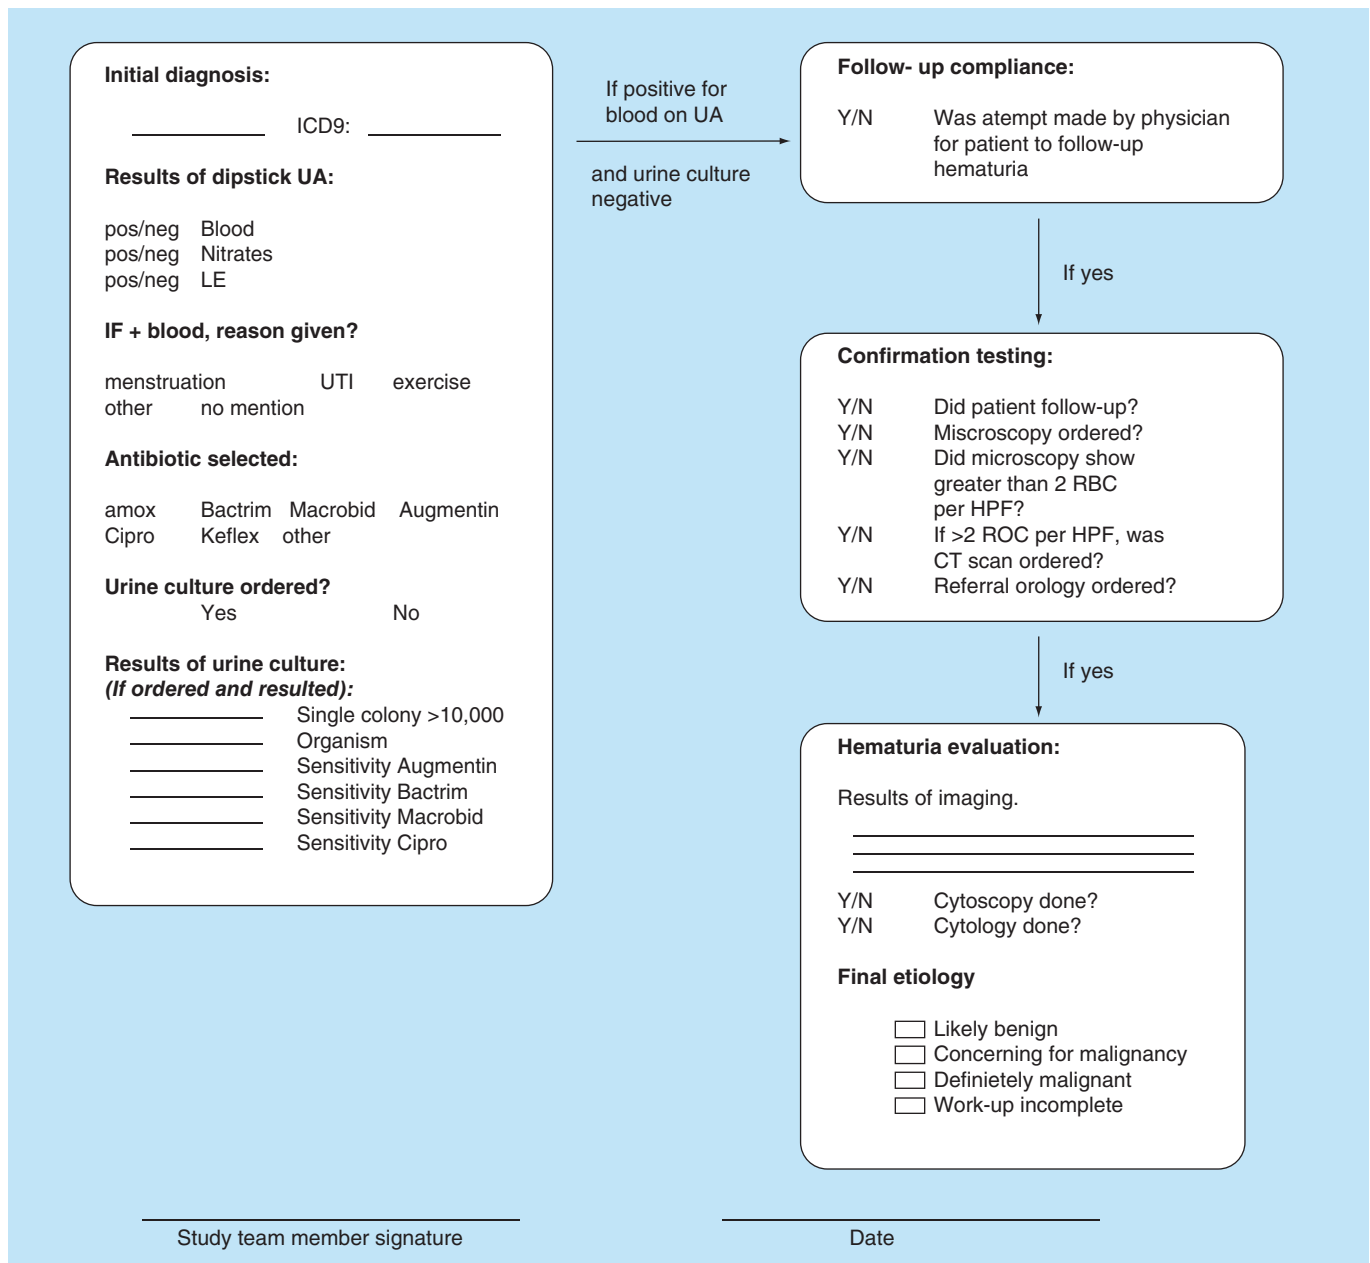 Initial diagnosis:
ICD9:
Results of dipstick UA:
pos/neg Blood
pos/neg Nitrates
pos/neg LE
IF + blood, reason given?
menstruation UTI exercise
other no mention
Antibiotic selected:
amox Bactrim Macrobid Augmentin
Cipro Keflex other
Urine culture ordered?
Yes No
Results of urine culture:
(If ordered and resulted):
Single colony >10,000
Organism
Sensitivity Augmentin
Sensitivity Bactrim
Sensitivity Macrobid
Sensitivity Cipro
If positive for
blood on UA
and urine culture
negative
Follow- up compliance:
Y/N Was atempt made by physician
for patient to follow-up
hematuria
If yes
Confirmation testing:
Y/N Did patient follow-up?
Y/N Miscroscopy ordered?
Y/N Did microscopy show
greater than 2 RBC
per HPF?
Y/N If >2 ROC per HPF, was
CT scan ordered?
Y/N Referral orology ordered?
If yes
Hematuria evaluation:
Results of imaging.
Y/N Cytoscopy done?
Y/N Cytology done?
Final etiology
Likely benign
Concerning for malignancy
Definietely malignant
Work-up incomplete
Study team member signature
Date